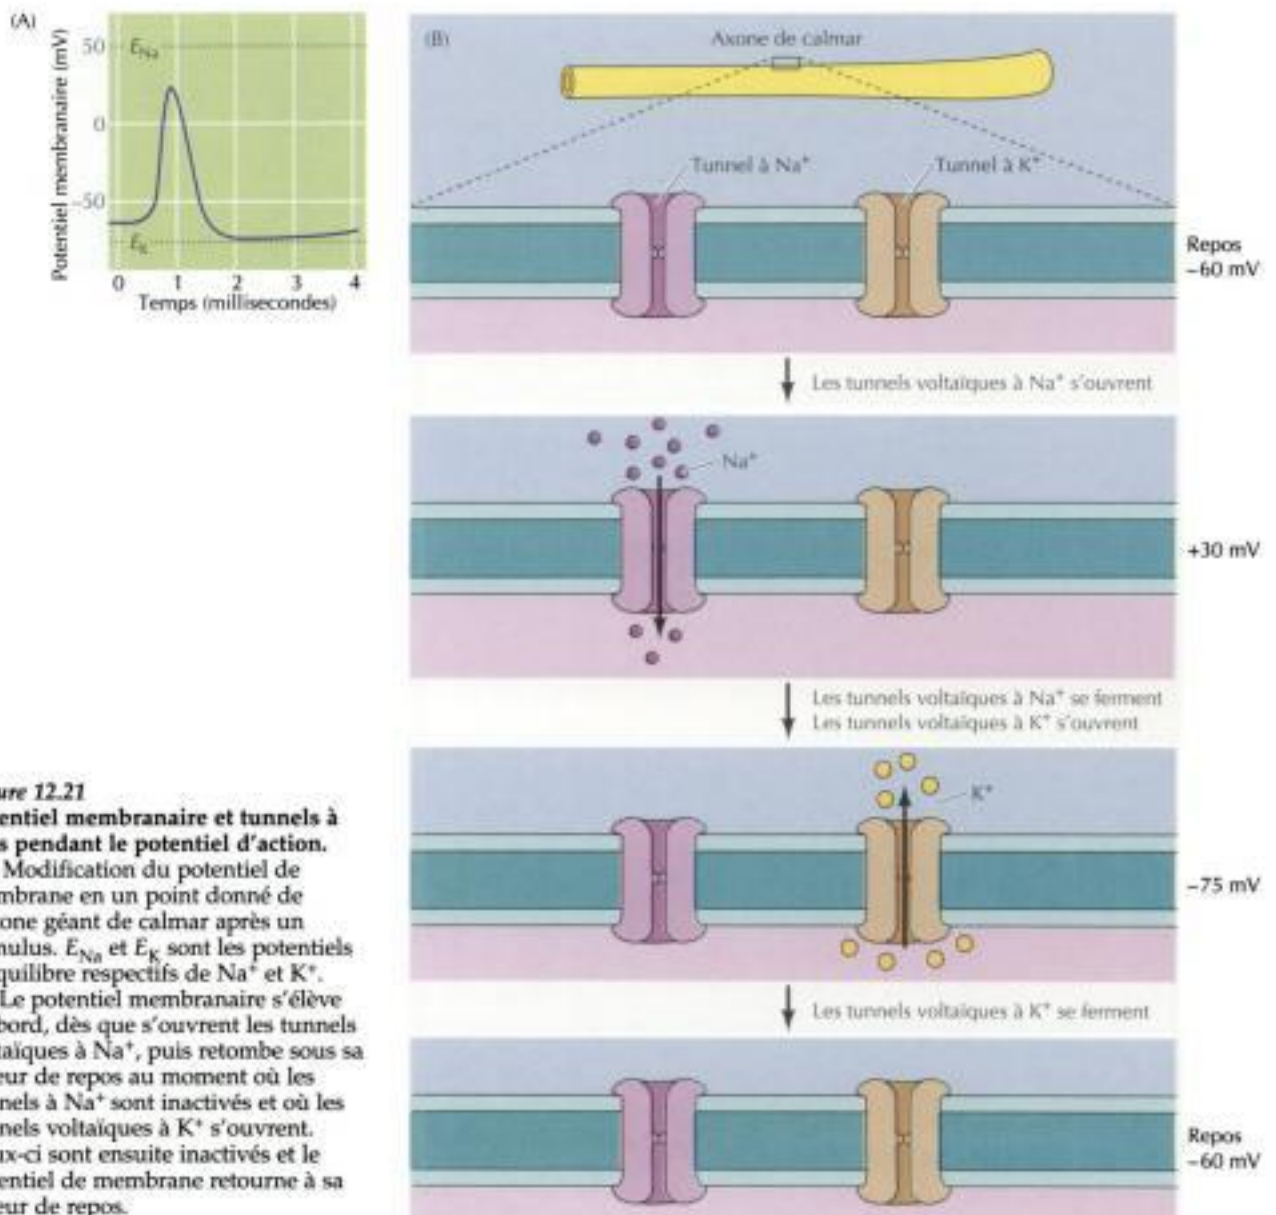 (A)
Potentiel membranaire (mV)
50
E_Na
0
-50
E_K
0 1 2 3 4
Temps (millisecondes)
(B)
Axone de calmar
Tunnel à Na⁺
Tunnel à K⁺
Repos
-60 mV
Les tunnels voltaïques à Na⁺ s'ouvrent
Na⁺
+30 mV
Les tunnels voltaïques à Na⁺ se ferment
Les tunnels voltaïques à K⁺ s'ouvrent
K⁺
-75 mV
Les tunnels voltaïques à K⁺ se ferment
Repos
-60 mV
ure 12.21
entiel membranaire et tunnels à
s pendant le potentiel d'action.
Modification du potentiel de
mbrane en un point donné de
one géant de calmar après un
mulus. E_Na et E_K sont les potentiels
quilibre respectifs de Na⁺ et K⁺.
Le potentiel membranaire s'élève
bord, dès que s'ouvrent les tunnels
taïques à Na⁺, puis retombe sous sa
eur de repos au moment où les
nels à Na⁺ sont inactivés et où les
nels voltaïques à K⁺ s'ouvrent.
ux-ci sont ensuite inactivés et le
entiel de membrane retourne à sa
eur de repos.